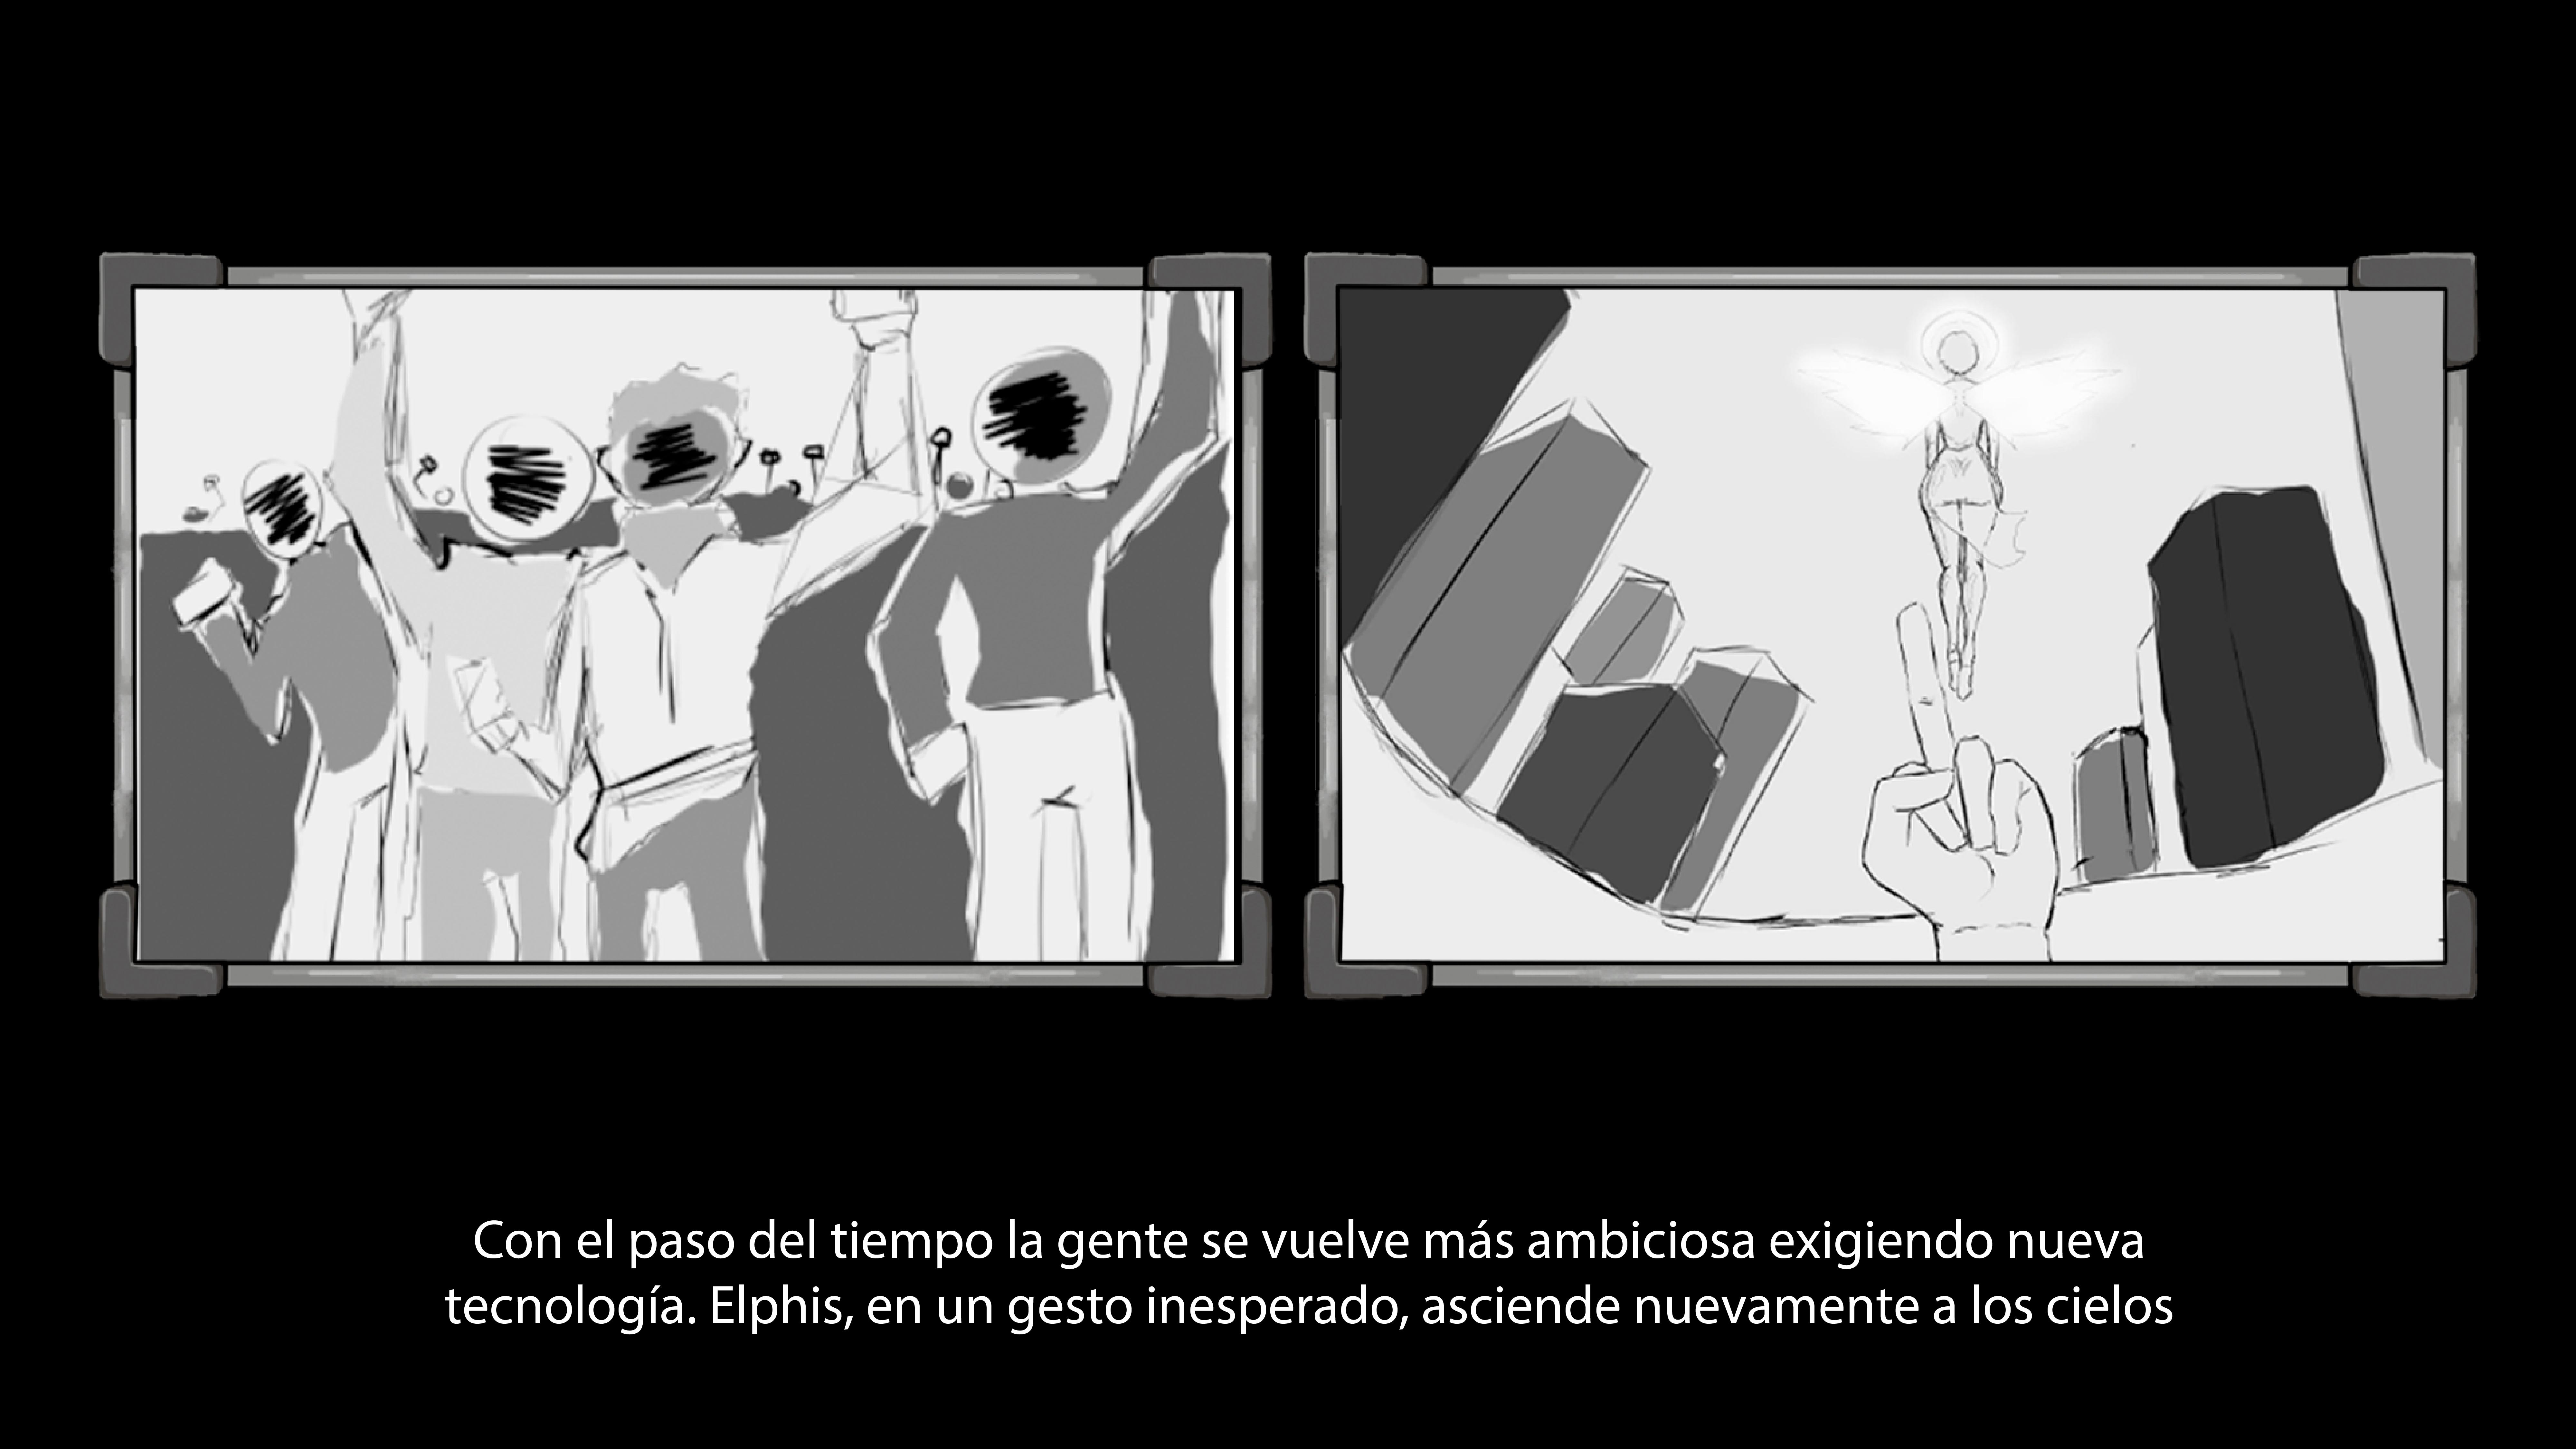 Con el paso del tiempo la gente se vuelve más ambiciosa exigiendo nueva
tecnología. Elphis, en un gesto inesperado, asciende nuevamente a los cielos